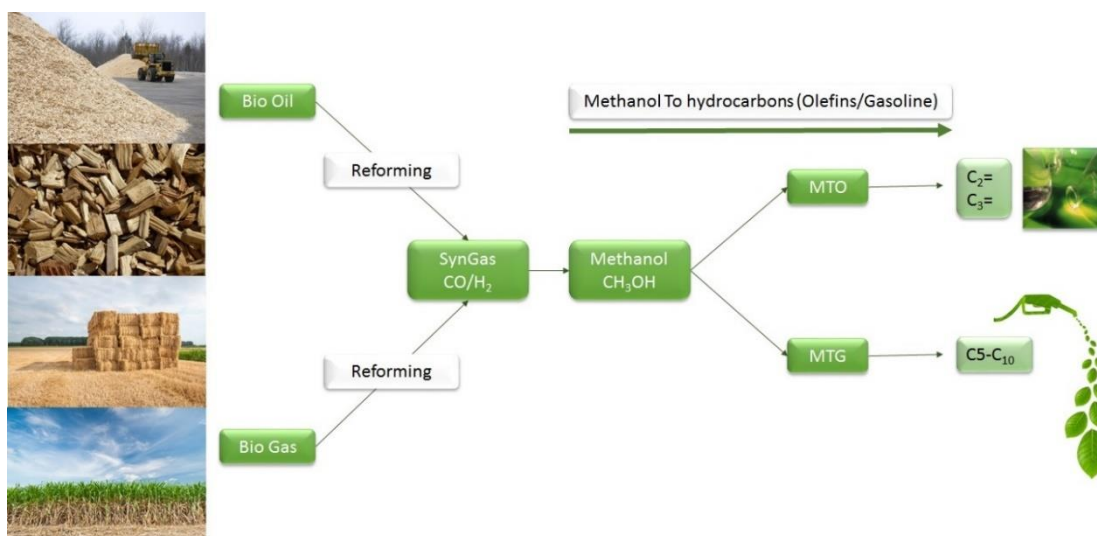 Bio Oil
Reforming
Methanol To hydrocarbons (Olefins/Gasoline)
MTO
C₂=
C₃=
SynGas
CO/H₂
Methanol
CH₃OH
Reforming
MTG
C5-C₁₀
Bio Gas